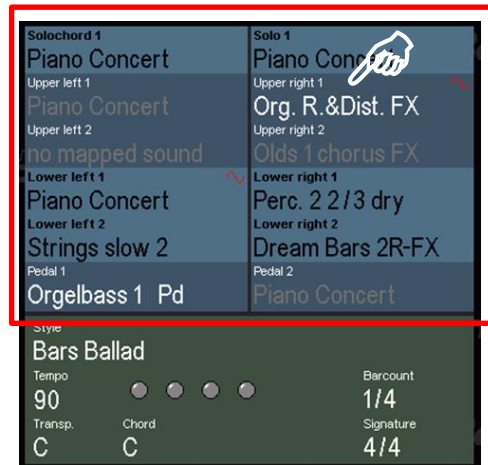 Solochord 1
Piano Concert
Solo 1
Piano Concert
Upper left 1
Piano Concert
Upper right 1
Org. R.&Dist. FX
Upper left 2
no mapped sound
Upper right 2
Olds 1 chorus FX
Lower left 1
Piano Concert
Lower right 1
Perc. 2 2/3 dry
Lower left 2
Strings slow 2
Lower right 2
Dream Bars 2R-FX
Pedal 1
Orgelbass 1 Pd
Pedal 2
Piano Concert
Style
Bars Ballad
Tempo
90
Barcount
1/4
Transp.
C
Chord
C
Signature
4/4